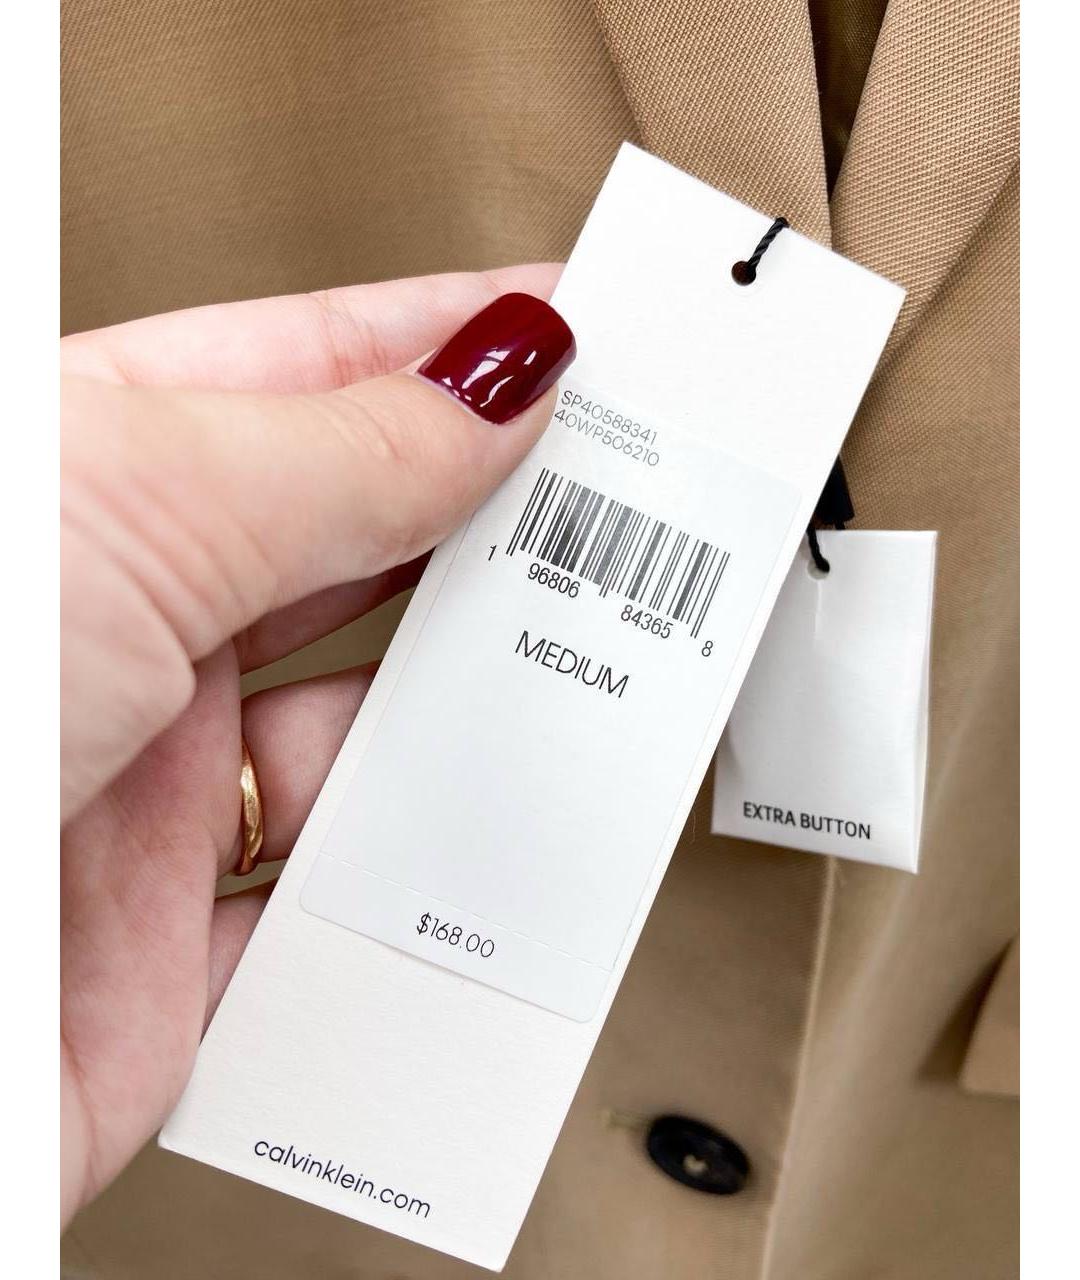 SP40588341
40WP506210
1 96806 84365 8
MEDIUM
$168.00
calvinklein.com
EXTRA BUTTON